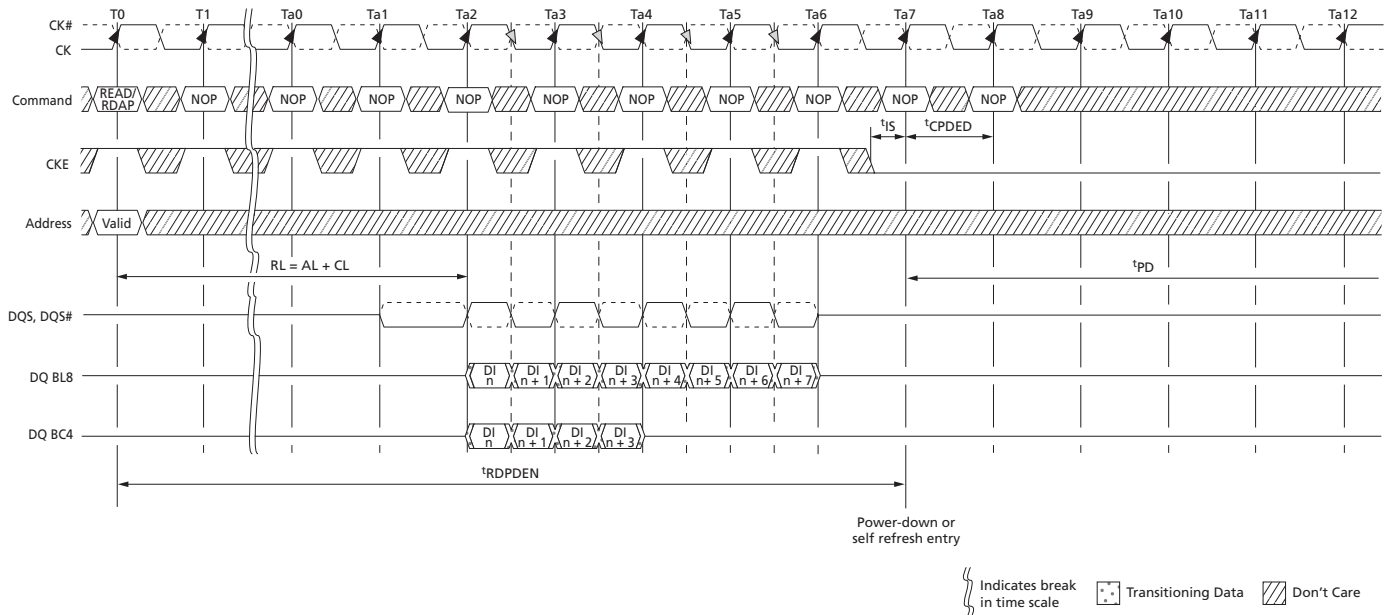 T0 T1 Ta0 Ta1 Ta2 Ta3 Ta4 Ta5 Ta6 Ta7 Ta8 Ta9 Ta10 Ta11 Ta12
CK#
CK
Command READ/ RDAP NOP NOP NOP NOP NOP NOP NOP NOP NOP NOP
tIS tCPDED
CKE
Address Valid
RL = AL + CL tPD
DQS, DQS#
DQ BL8 DI n DI n + 1 DI n + 2 DI n + 3 DI n + 4 DI n+ 5 DI n + 6 DI n + 7
DQ BC4 DI n DI n + 1 DI n + 2 DI n + 3
tRDPDEN
Power-down or
self refresh entry
Indicates break
in time scale
Transitioning Data
Don't Care